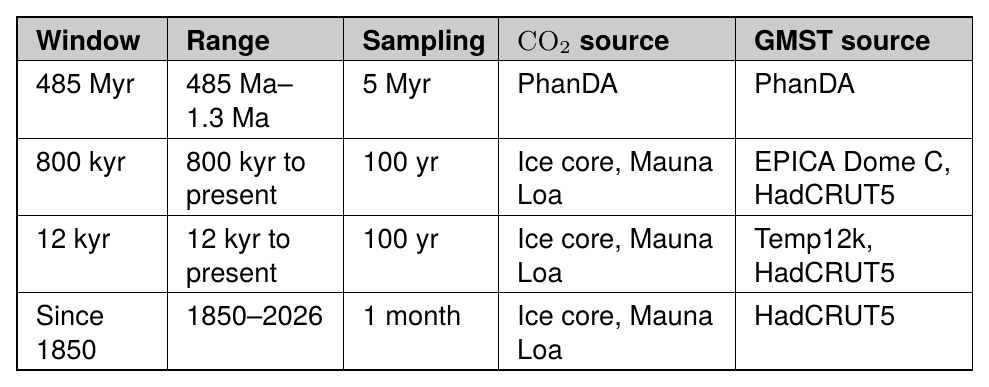 Window Range Sampling CO₂ source GMST source
485 Myr 485 Ma– 5 Myr PhanDA PhanDA
1.3 Ma
800 kyr 800 kyr to 100 yr Ice core, Mauna EPICA Dome C,
present Loa HadCRUT5
12 kyr 12 kyr to 100 yr Ice core, Mauna Temp12k,
present Loa HadCRUT5
Since 1850–2026 1 month Ice core, Mauna HadCRUT5
1850 Loa